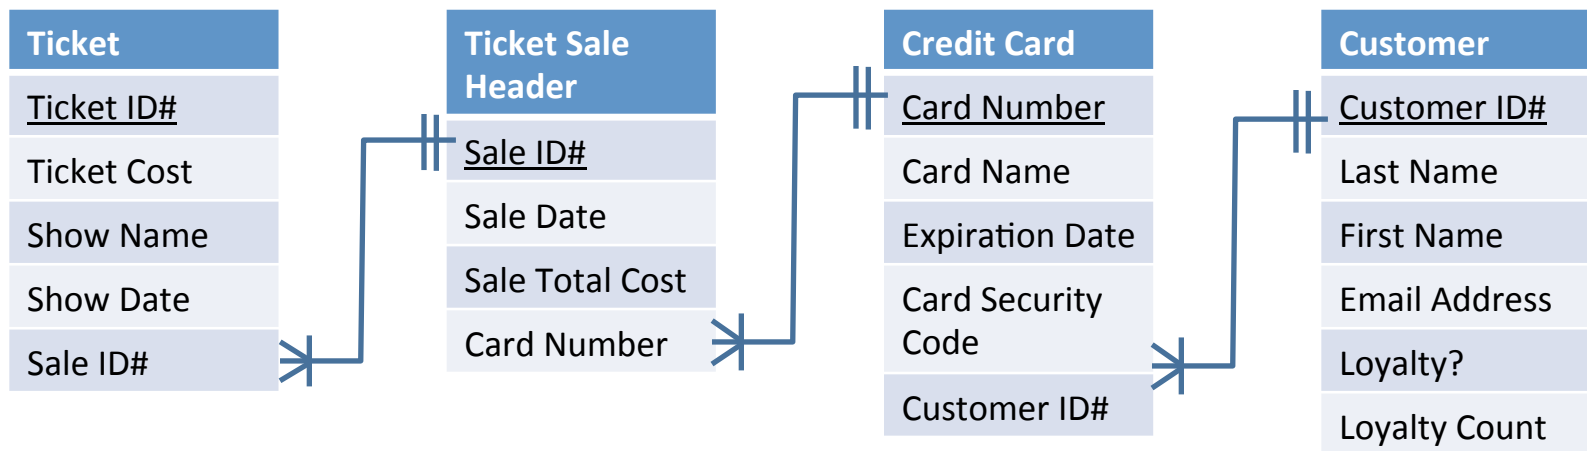 Ticket
Ticket ID#
Ticket Cost
Show Name
Show Date
Sale ID#
Ticket Sale
Header
Sale ID#
Sale Date
Sale Total Cost
Card Number
Credit Card
Card Number
Card Name
Expiration Date
Card Security
Code
Customer ID#
Customer
Customer ID#
Last Name
First Name
Email Address
Loyalty?
Loyalty Count